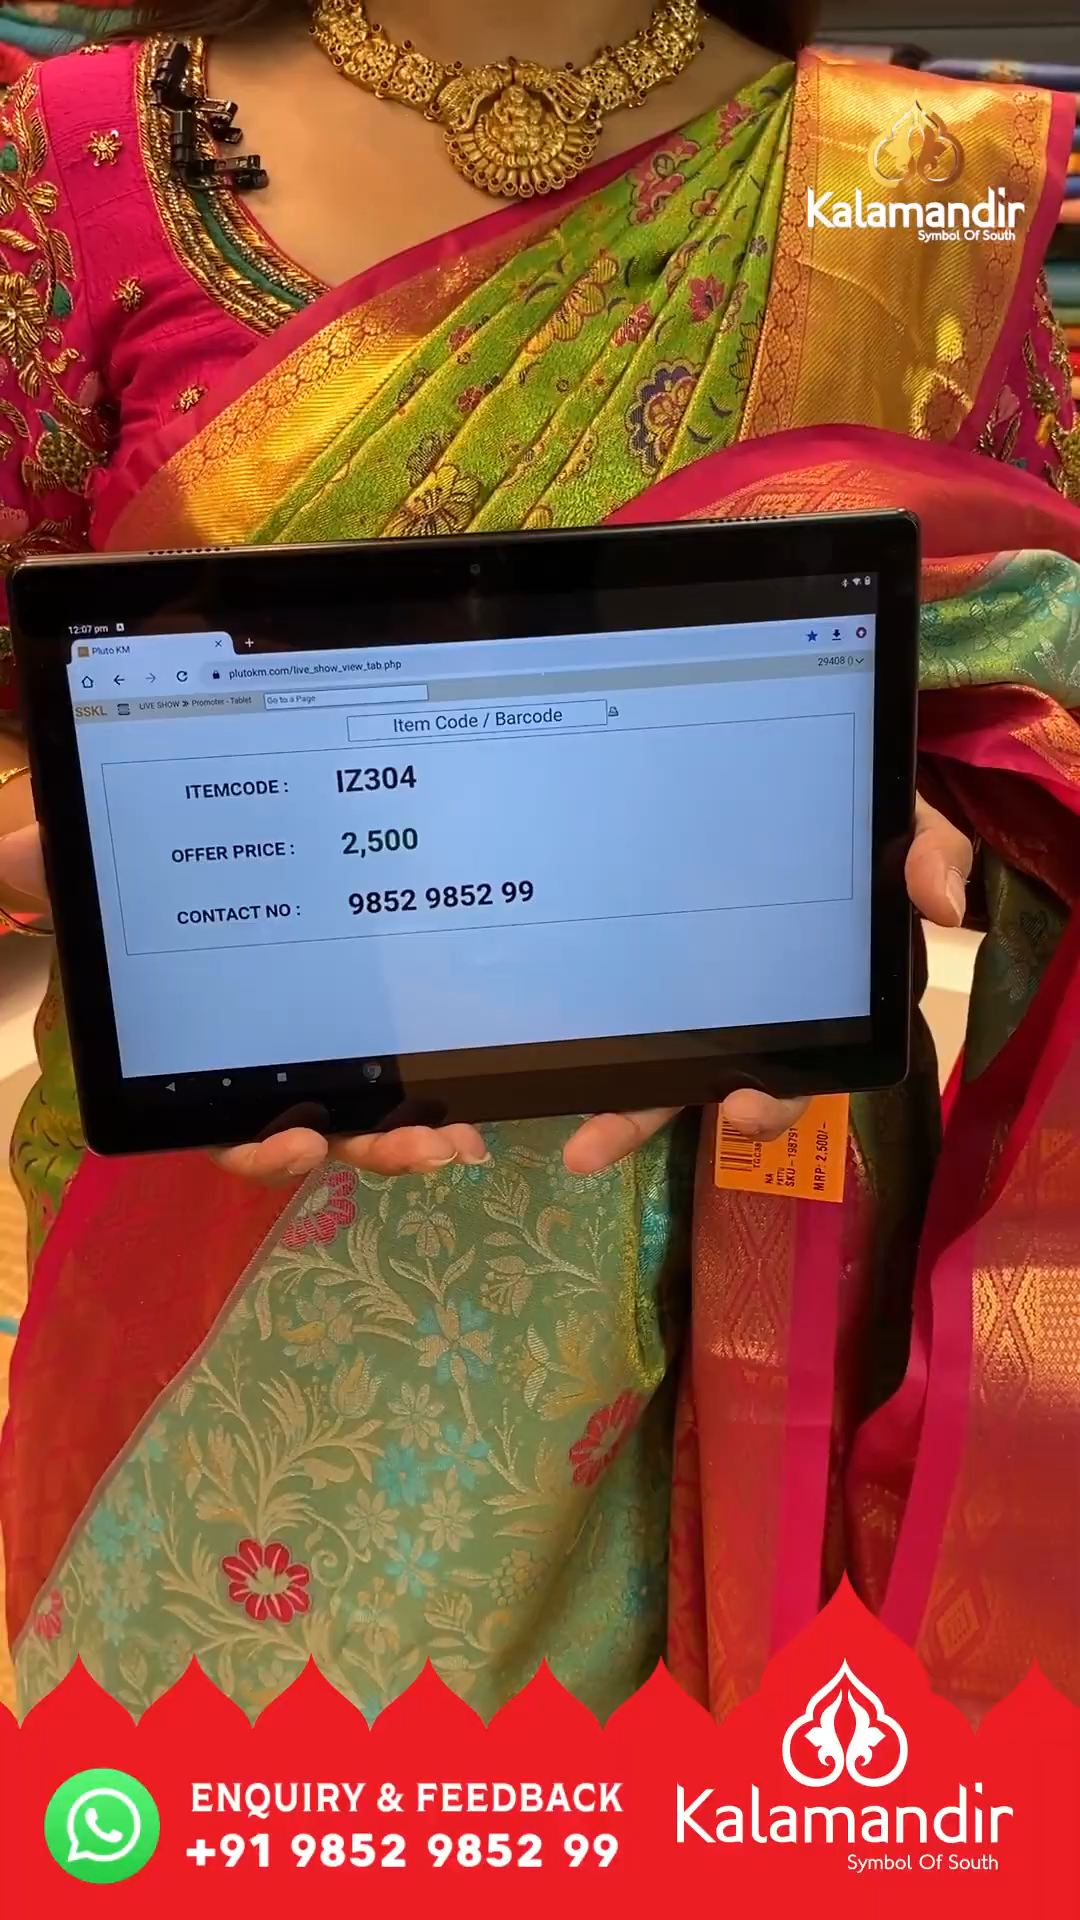 Kalamandir
Symbol Of South
12:07 pm
Pluto KM
plutokm.com/live_show_view_tab.php
29408 ()
SSKL
LIVE SHOW ≫ Promoter - Tablet
Go to a Page
Item Code / Barcode
ITEMCODE : IZ304
OFFER PRICE : 2,500
CONTACT NO : 9852 9852 99
NA
SKU - 198791
MRP: 2,500/-
ENQUIRY & FEEDBACK
+91 9852 9852 99
Kalamandir
Symbol Of South